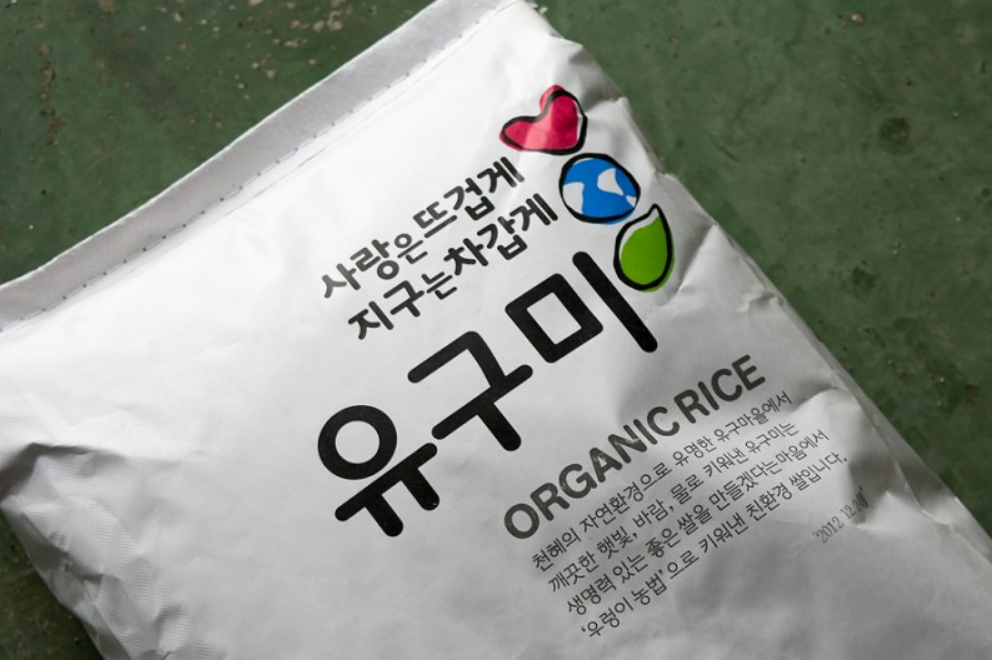 사랑은뜨겁게
지구는차갑게
유구미
ORGANIC RICE
천혜의 자연환경으로 유명한 유구마을에서
깨끗한 햇빛, 바람, 물로 키워낸 유구미는
생명력 있는 좋은 쌀을 만들겠다는마음에서
'우렁이 농법'으로 키워낸 친환경 쌀입니다.